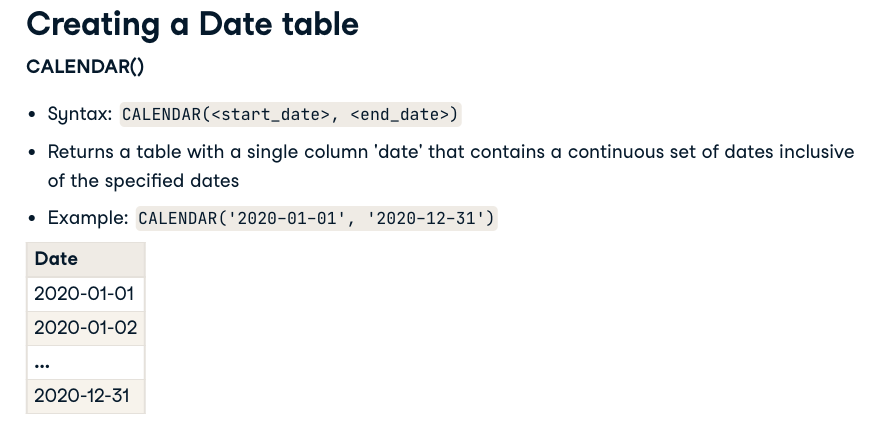 Creating a Date table
CALENDAR()
• Syntax: CALENDAR(<start_date>, <end_date>)
• Returns a table with a single column 'date' that contains a continuous set of dates inclusive
of the specified dates
• Example: CALENDAR('2020-01-01', '2020-12-31')
Date
2020-01-01
2020-01-02
...
2020-12-31